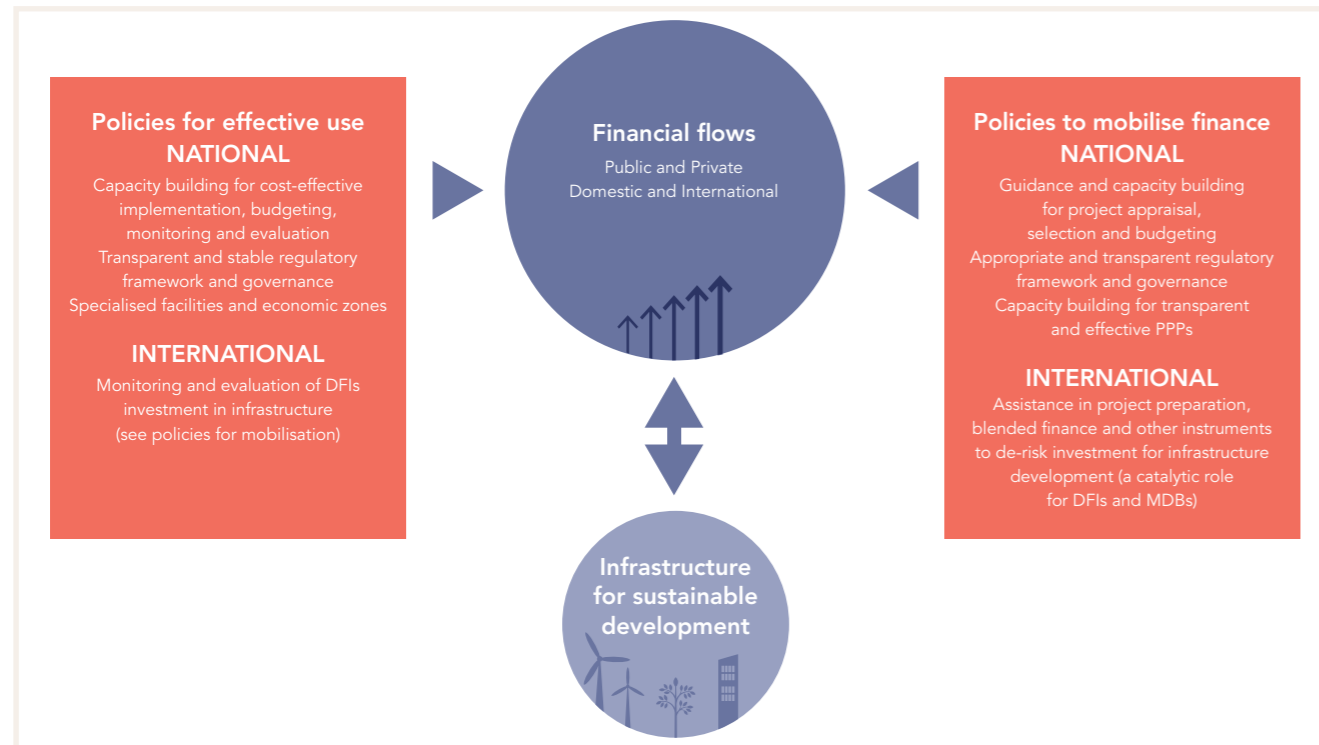 Policies for effective use
NATIONAL
Capacity building for cost-effective
implementation, budgeting,
monitoring and evaluation
Transparent and stable regulatory
framework and governance
Specialised facilities and economic zones
INTERNATIONAL
Monitoring and evaluation of DFIs
investment in infrastructure
(see policies for mobilisation)
Financial flows
Public and Private
Domestic and International
Policies to mobilise finance
NATIONAL
Guidance and capacity building
for project appraisal,
selection and budgeting
Appropriate and transparent regulatory
framework and governance
Capacity building for transparent
and effective PPPs
INTERNATIONAL
Assistance in project preparation,
blended finance and other instruments
to de-risk investment for infrastructure
development (a catalytic role
for DFIs and MDBs)
Infrastructure
for sustainable
development